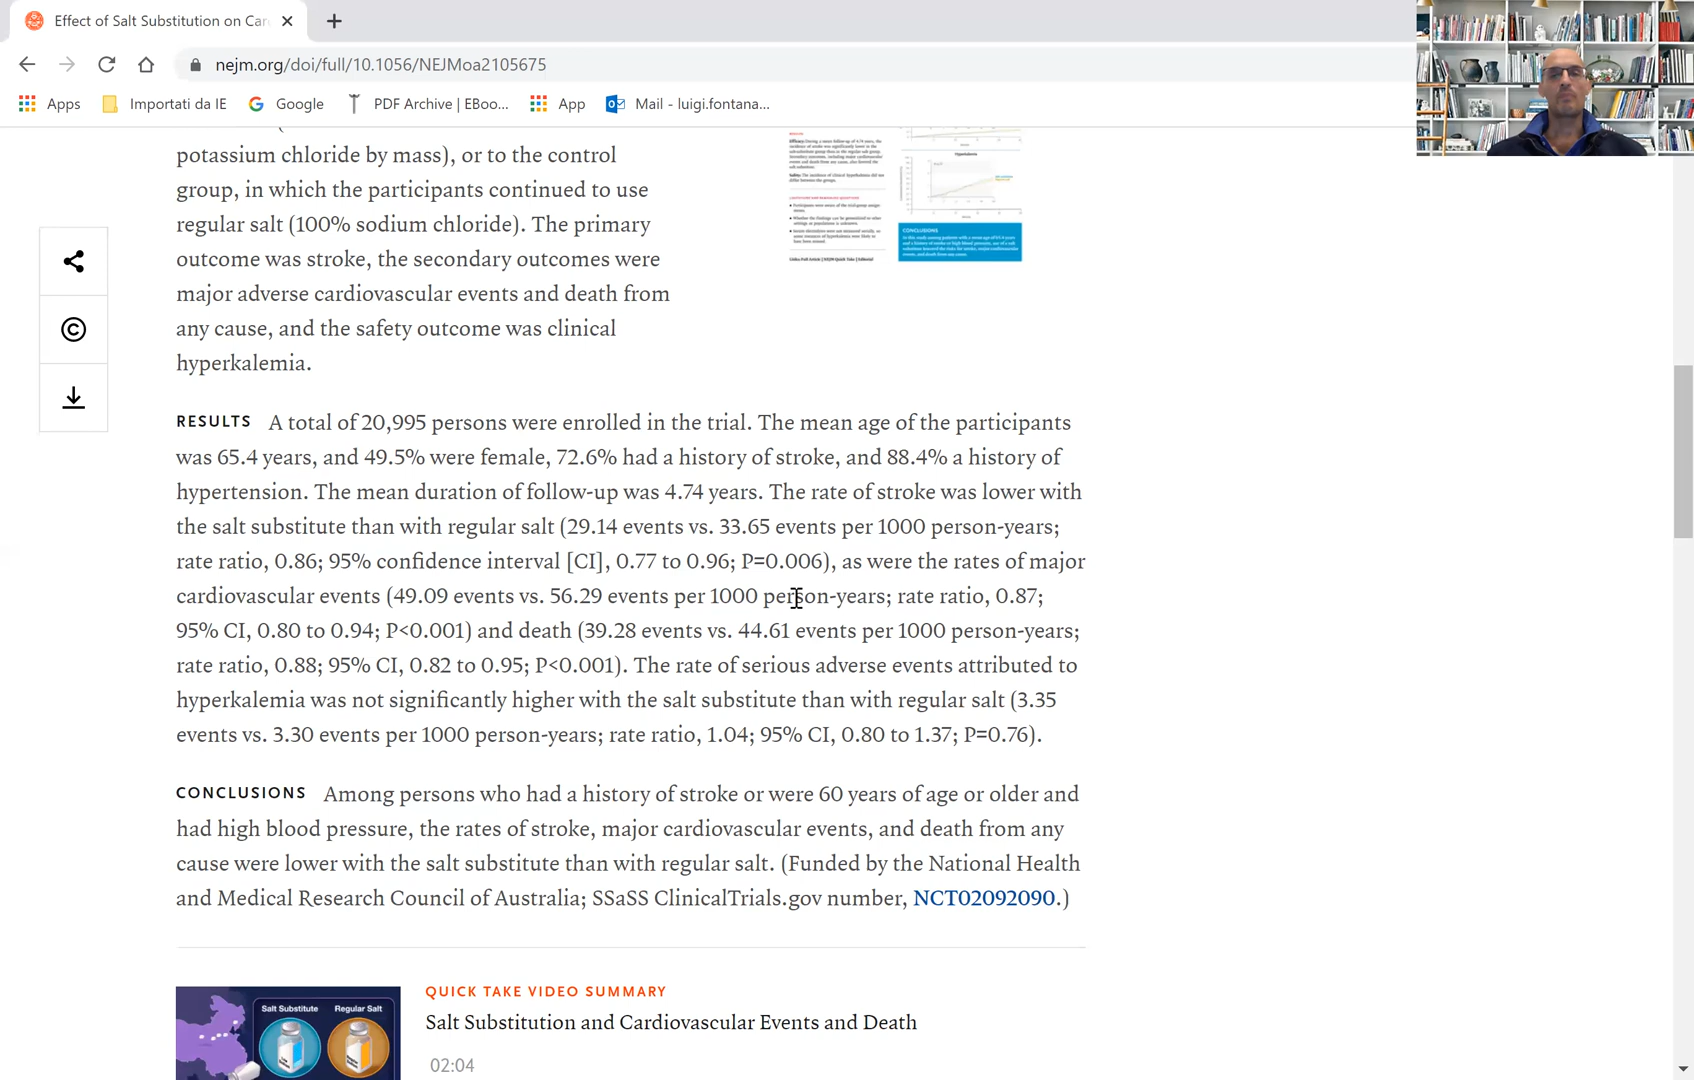 Effect of Salt Substitution on Car
nejm.org/doi/full/10.1056/NEJMoa2105675
Apps
Importati da IE
Google
PDF Archive | EBoo...
App
Mail - luigi.fontana...
potassium chloride by mass), or to the control
group, in which the participants continued to use
regular salt (100% sodium chloride). The primary
outcome was stroke, the secondary outcomes were
major adverse cardiovascular events and death from
any cause, and the safety outcome was clinical
hyperkalemia.
CONCLUSIONS
RESULTS A total of 20,995 persons were enrolled in the trial. The mean age of the participants
was 65.4 years, and 49.5% were female, 72.6% had a history of stroke, and 88.4% a history of
hypertension. The mean duration of follow-up was 4.74 years. The rate of stroke was lower with
the salt substitute than with regular salt (29.14 events vs. 33.65 events per 1000 person-years;
rate ratio, 0.86; 95% confidence interval [CI], 0.77 to 0.96; P=0.006), as were the rates of major
cardiovascular events (49.09 events vs. 56.29 events per 1000 person-years; rate ratio, 0.87;
95% CI, 0.80 to 0.94; P<0.001) and death (39.28 events vs. 44.61 events per 1000 person-years;
rate ratio, 0.88; 95% CI, 0.82 to 0.95; P<0.001). The rate of serious adverse events attributed to
hyperkalemia was not significantly higher with the salt substitute than with regular salt (3.35
events vs. 3.30 events per 1000 person-years; rate ratio, 1.04; 95% CI, 0.80 to 1.37; P=0.76).
CONCLUSIONS Among persons who had a history of stroke or were 60 years of age or older and
had high blood pressure, the rates of stroke, major cardiovascular events, and death from any
cause were lower with the salt substitute than with regular salt. (Funded by the National Health
and Medical Research Council of Australia; SSaSS ClinicalTrials.gov number, NCT02092090.)
Salt Substitute
Regular Salt
QUICK TAKE VIDEO SUMMARY
Salt Substitution and Cardiovascular Events and Death
02:04